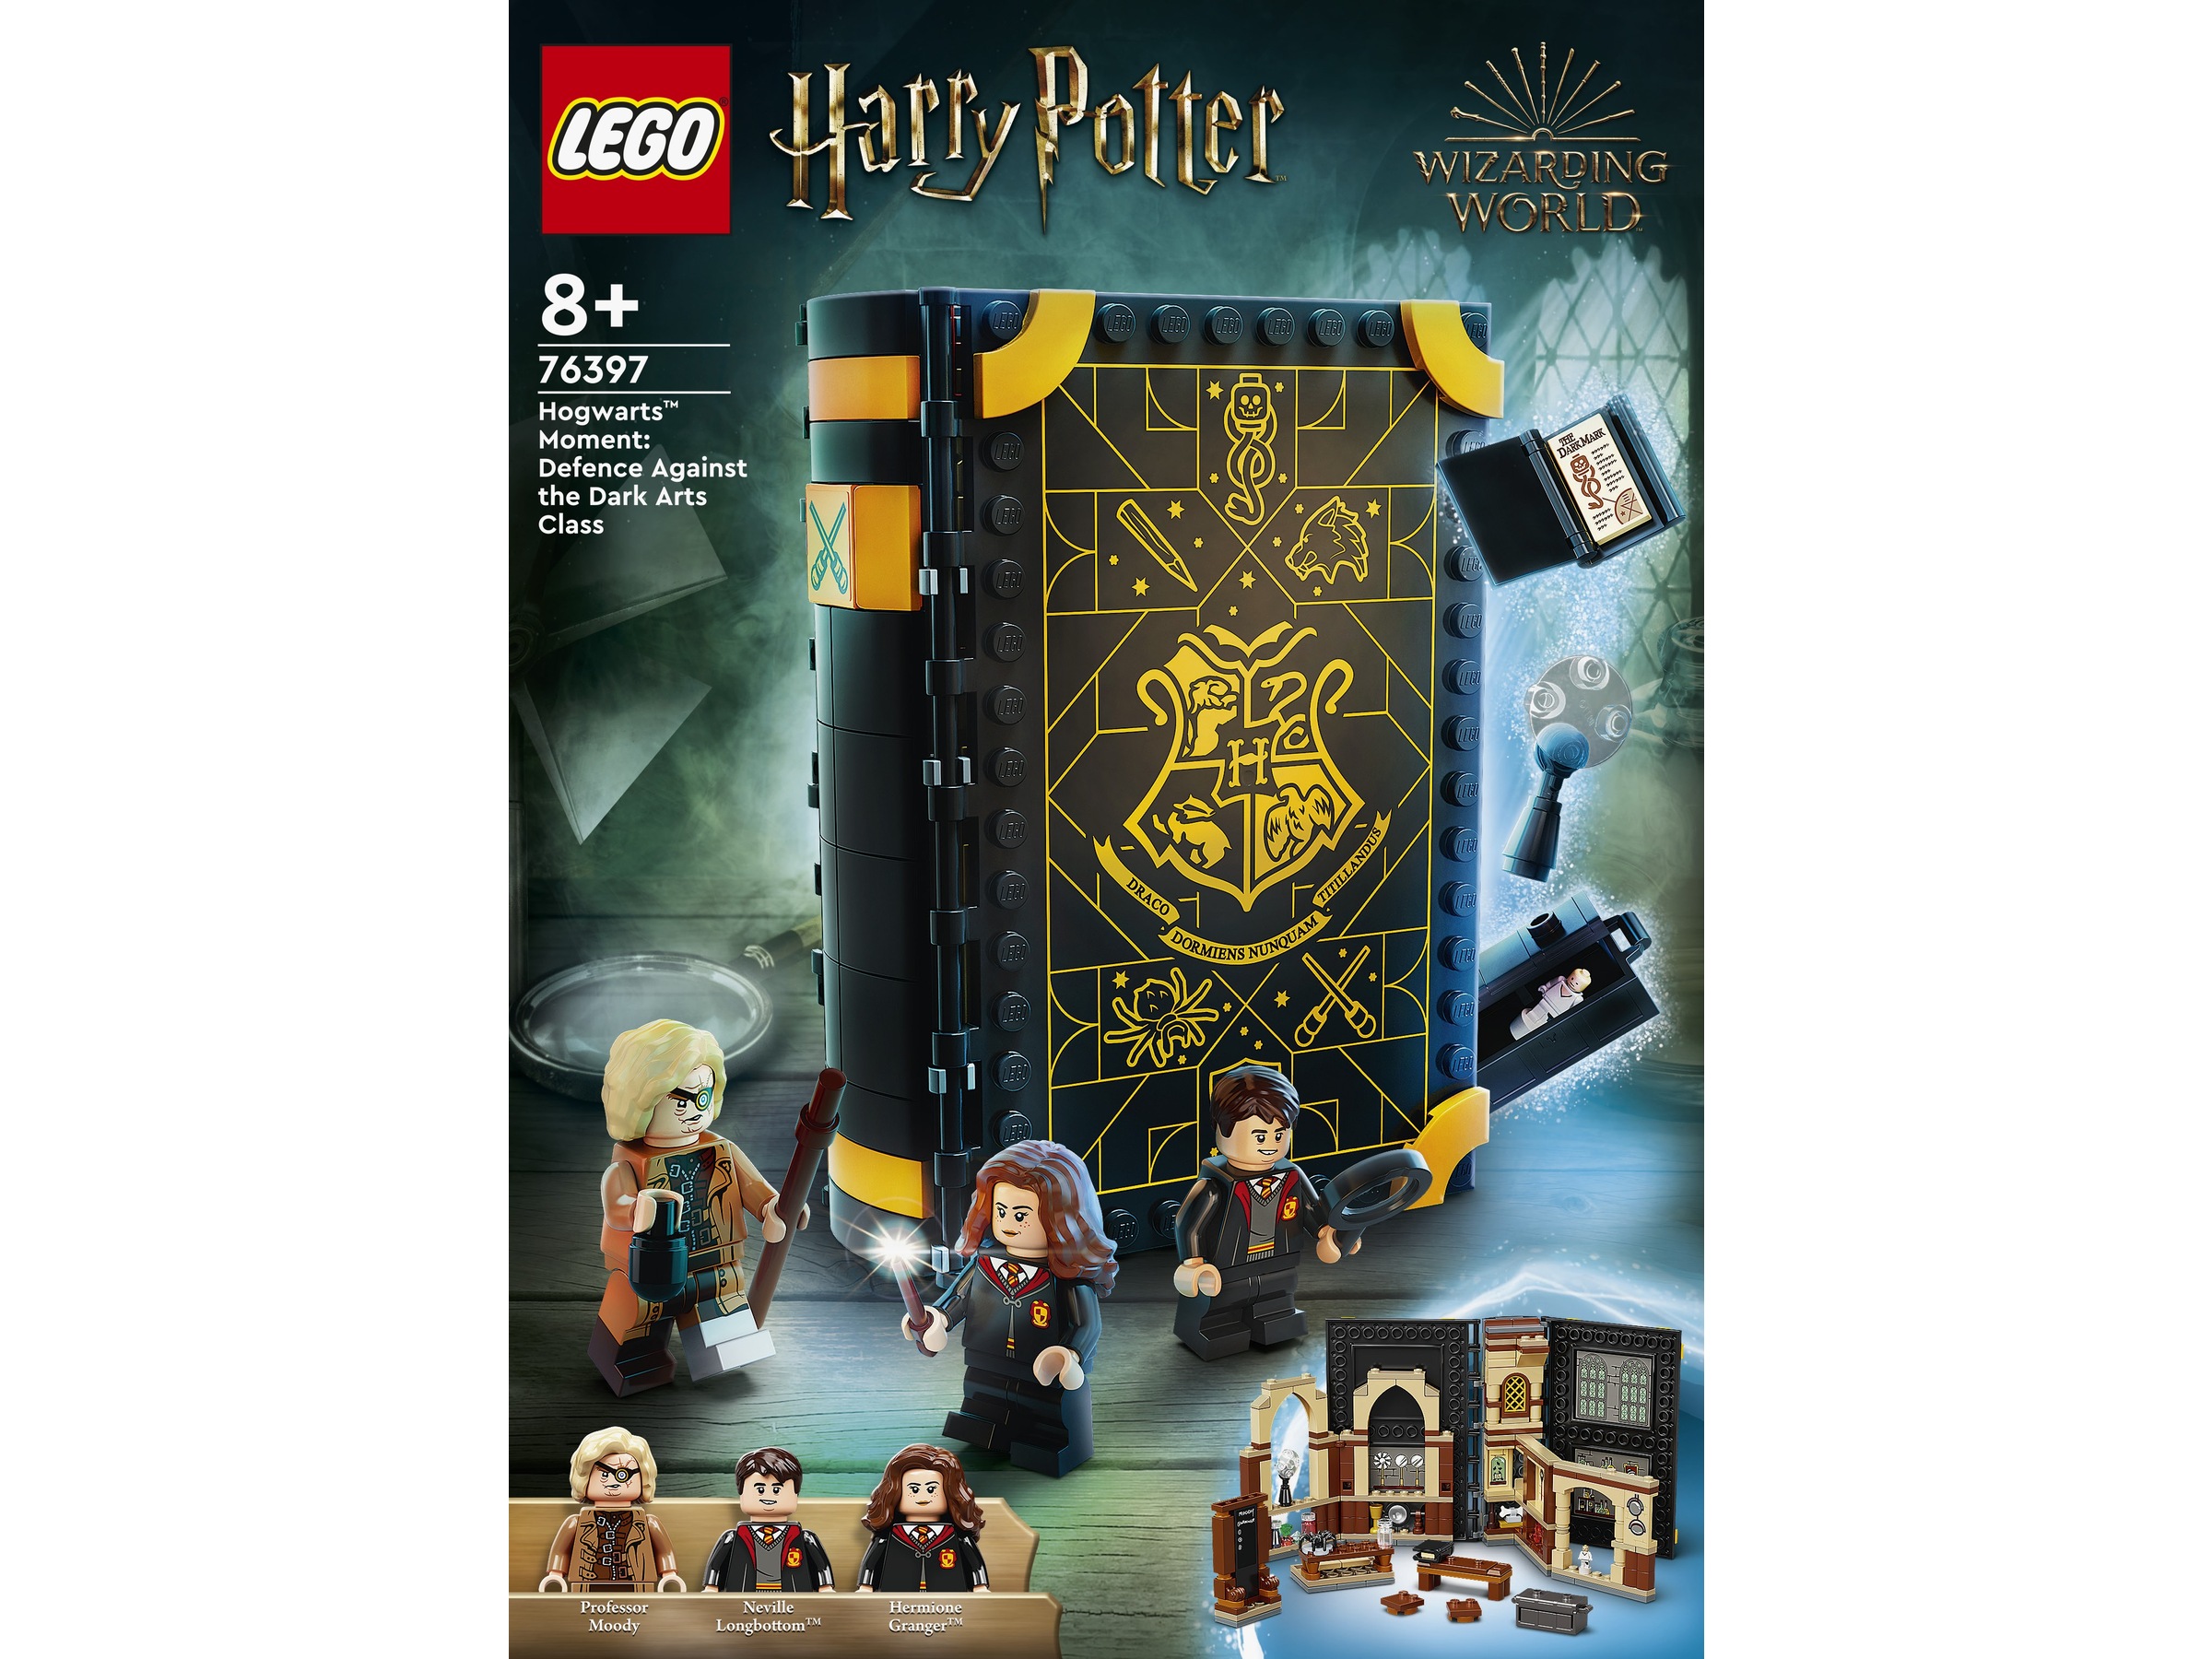 LEGO
Harry Potter™
WIZARDING
WORLD
8+
76397
Hogwarts™
Moment:
Defence Against
the Dark Arts
Class
THE
DARK MARK
H
DRACO
DORMIENS NUNQUAM
TITILLANDUS
Professor
Moody
Neville
Longbottom™
Hermione
Granger™